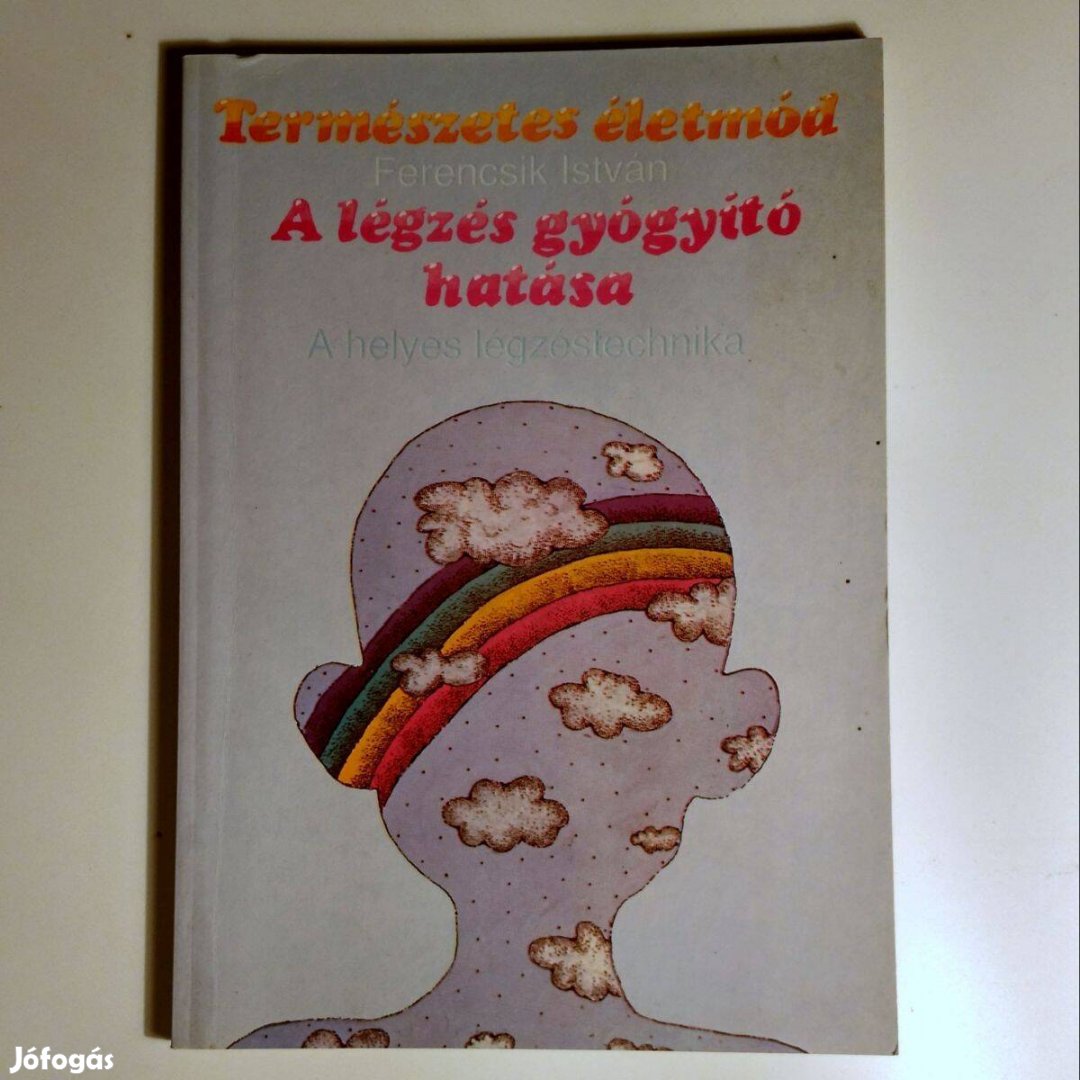 Természetes életmód
Ferencsik István
A légzés gyógyító
hatása
A helyes légzéstechnika
Jófogás